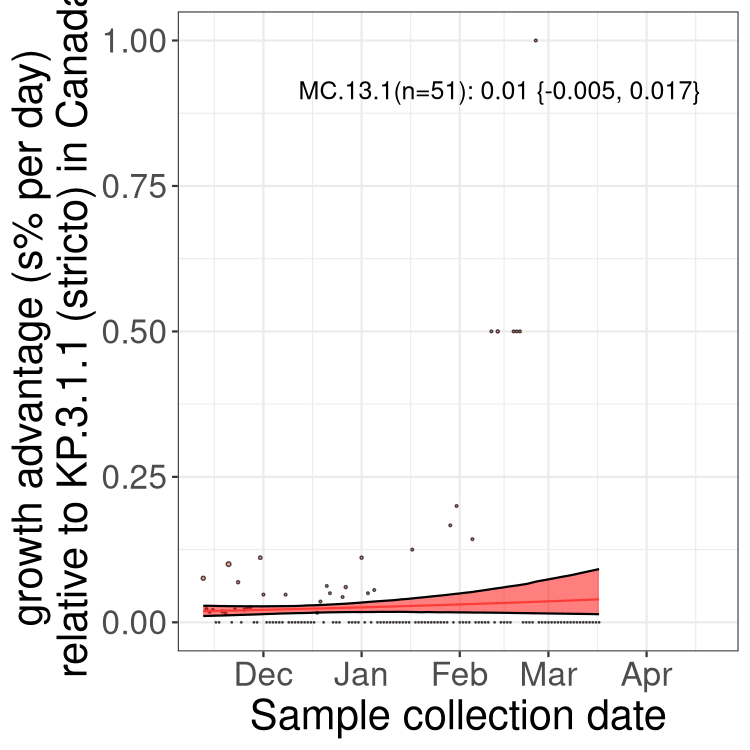 growth advantage (s% per day)
relative to KP.3.1.1 (stricto) in Canada
1.00
0.75
0.50
0.25
0.00
MC.13.1(n=51): 0.01 {-0.005, 0.017}
Dec Jan Feb Mar Apr
Sample collection date